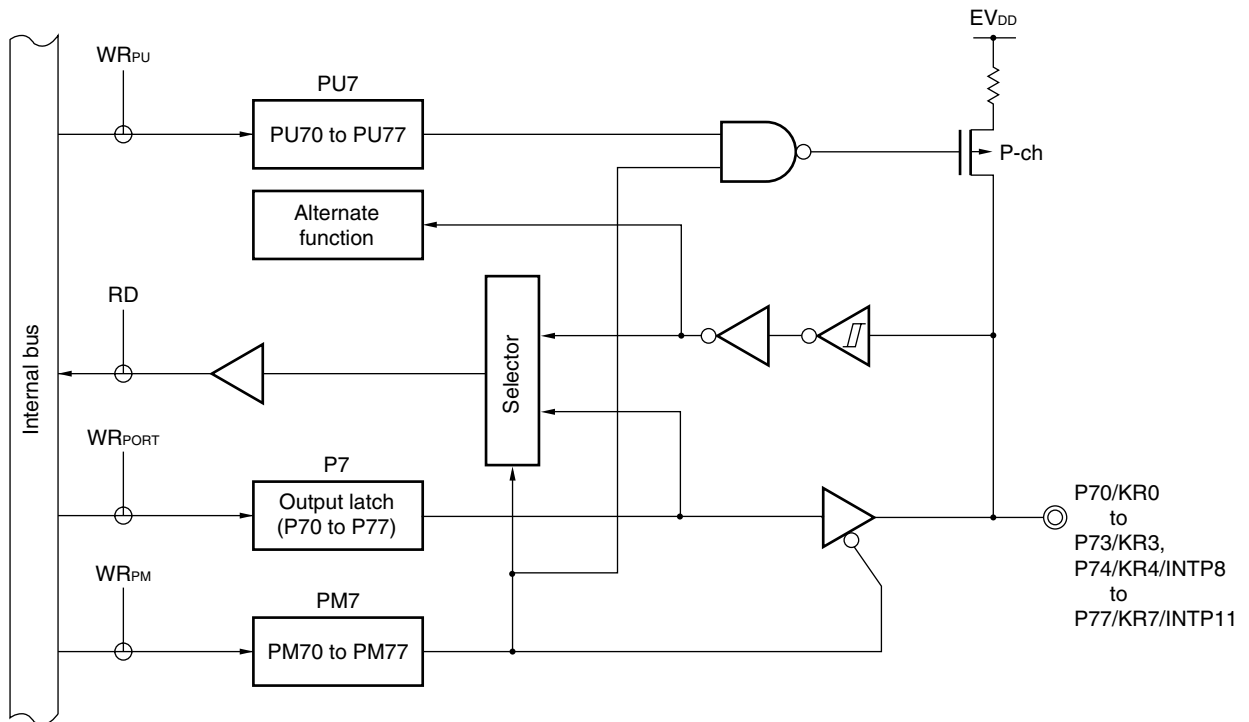 EVDD
WRPU
PU7
PU70 to PU77
P-ch
Alternate
function
RD
Internal bus
Selector
WRPORT
P7
Output latch
(P70 to P77)
P70/KR0
to
P73/KR3,
P74/KR4/INTP8
to
P77/KR7/INTP11
WRPM
PM7
PM70 to PM77